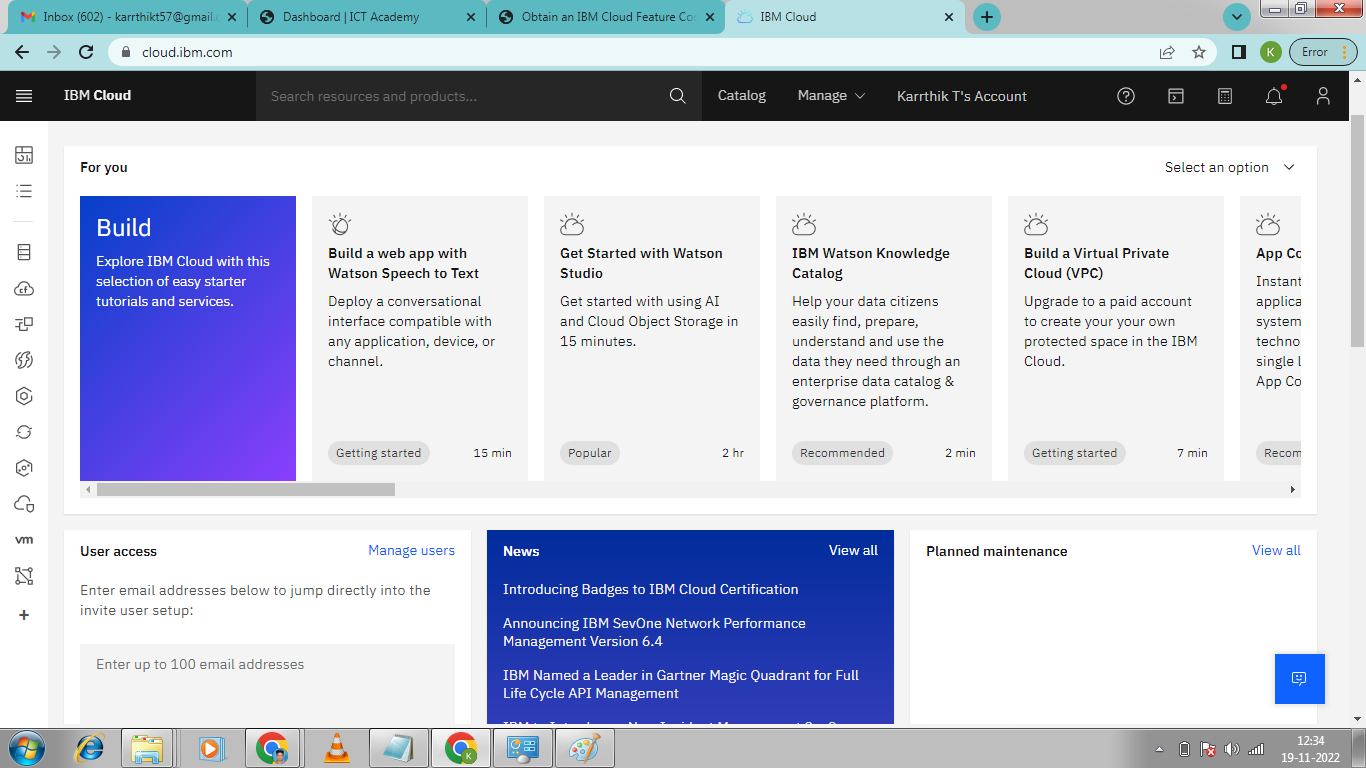 Inbox (602) - karrthikt57@gmail.c
Dashboard | ICT Academy
Obtain an IBM Cloud Feature Co
IBM Cloud
cloud.ibm.com
K
Error
IBM Cloud
Search resources and products...
Catalog
Manage
Karrthik T's Account
For you
Select an option
Build
Explore IBM Cloud with this
selection of easy starter
tutorials and services.
Build a web app with
Watson Speech to Text
Deploy a conversational
interface compatible with
any application, device, or
channel.
Getting started
15 min
Get Started with Watson
Studio
Get started with using AI
and Cloud Object Storage in
15 minutes.
Popular
2 hr
IBM Watson Knowledge
Catalog
Help your data citizens
easily find, prepare,
understand and use the
data they need through an
enterprise data catalog &
governance platform.
Recommended
2 min
Build a Virtual Private
Cloud (VPC)
Upgrade to a paid account
to create your your own
protected space in the IBM
Cloud.
Getting started
7 min
App Co
Instant
applica
system
techno
single l
App Co
Recom
vm
User access
Manage users
Enter email addresses below to jump directly into the
invite user setup:
Enter up to 100 email addresses
News
View all
Introducing Badges to IBM Cloud Certification
Announcing IBM SevOne Network Performance
Management Version 6.4
IBM Named a Leader in Gartner Magic Quadrant for Full
Life Cycle API Management
Planned maintenance
View all
12:34
19-11-2022